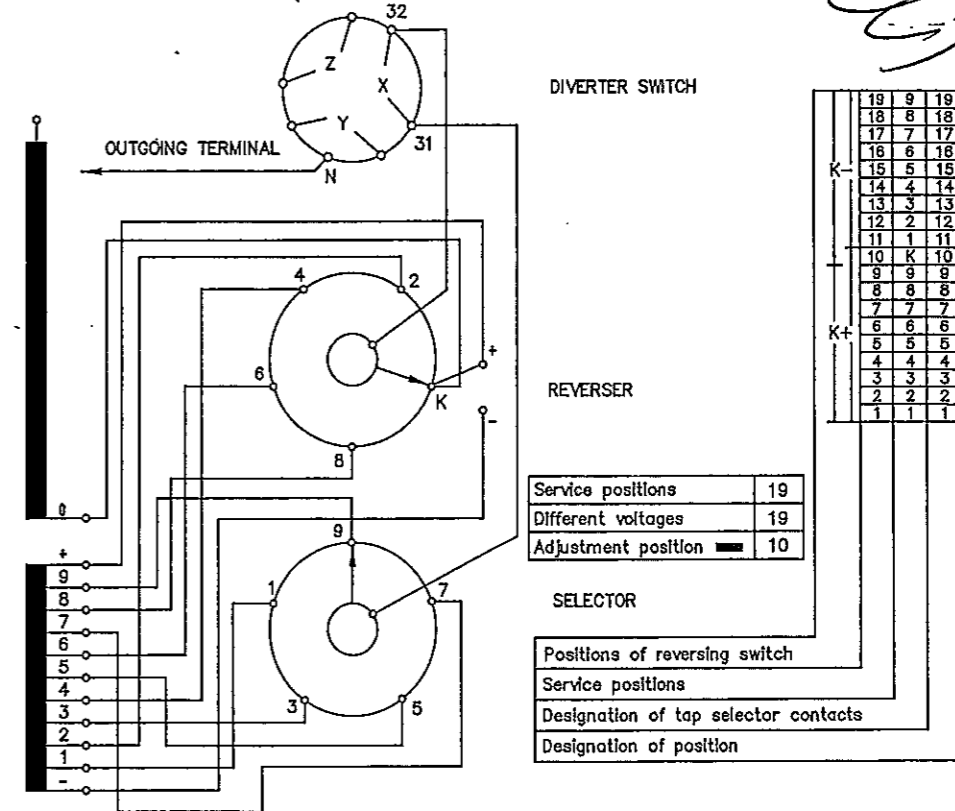 32
Z
X
Y
31
N
OUTGOING TERMINAL
DIVERTER SWITCH
4
2
6
K
8
+
-
REVERSER
9
1
7
3
5
SELECTOR
0
+
9
8
7
6
5
4
3
2
1
-
K-
K+
19 9 19
18 8 18
17 7 17
16 6 16
15 5 15
14 4 14
13 3 13
12 2 12
11 1 11
10 K 10
9 9 9
8 8 8
7 7 7
6 6 6
5 5 5
4 4 4
3 3 3
2 2 2
1 1 1
Service positions 19
Different voltages 19
Adjustment position 10
Positions of reversing switch
Service positions
Designation of tap selector contacts
Designation of position